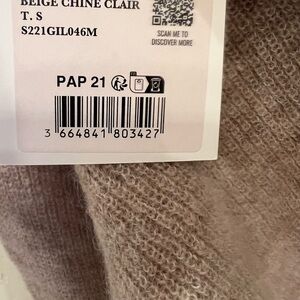 BEIGE CHINE CLAIR
T. S
S221GIL046M
SCAN ME TO
DISCOVER MORE
PAP 21
3 664841 803427